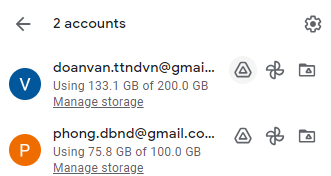 2 accounts
doanvan.ttndvn@gmai...
V
Using 133.1 GB of 200.0 GB
Manage storage
phong.dbnd@gmail.co...
P
Using 75.8 GB of 100.0 GB
Manage storage